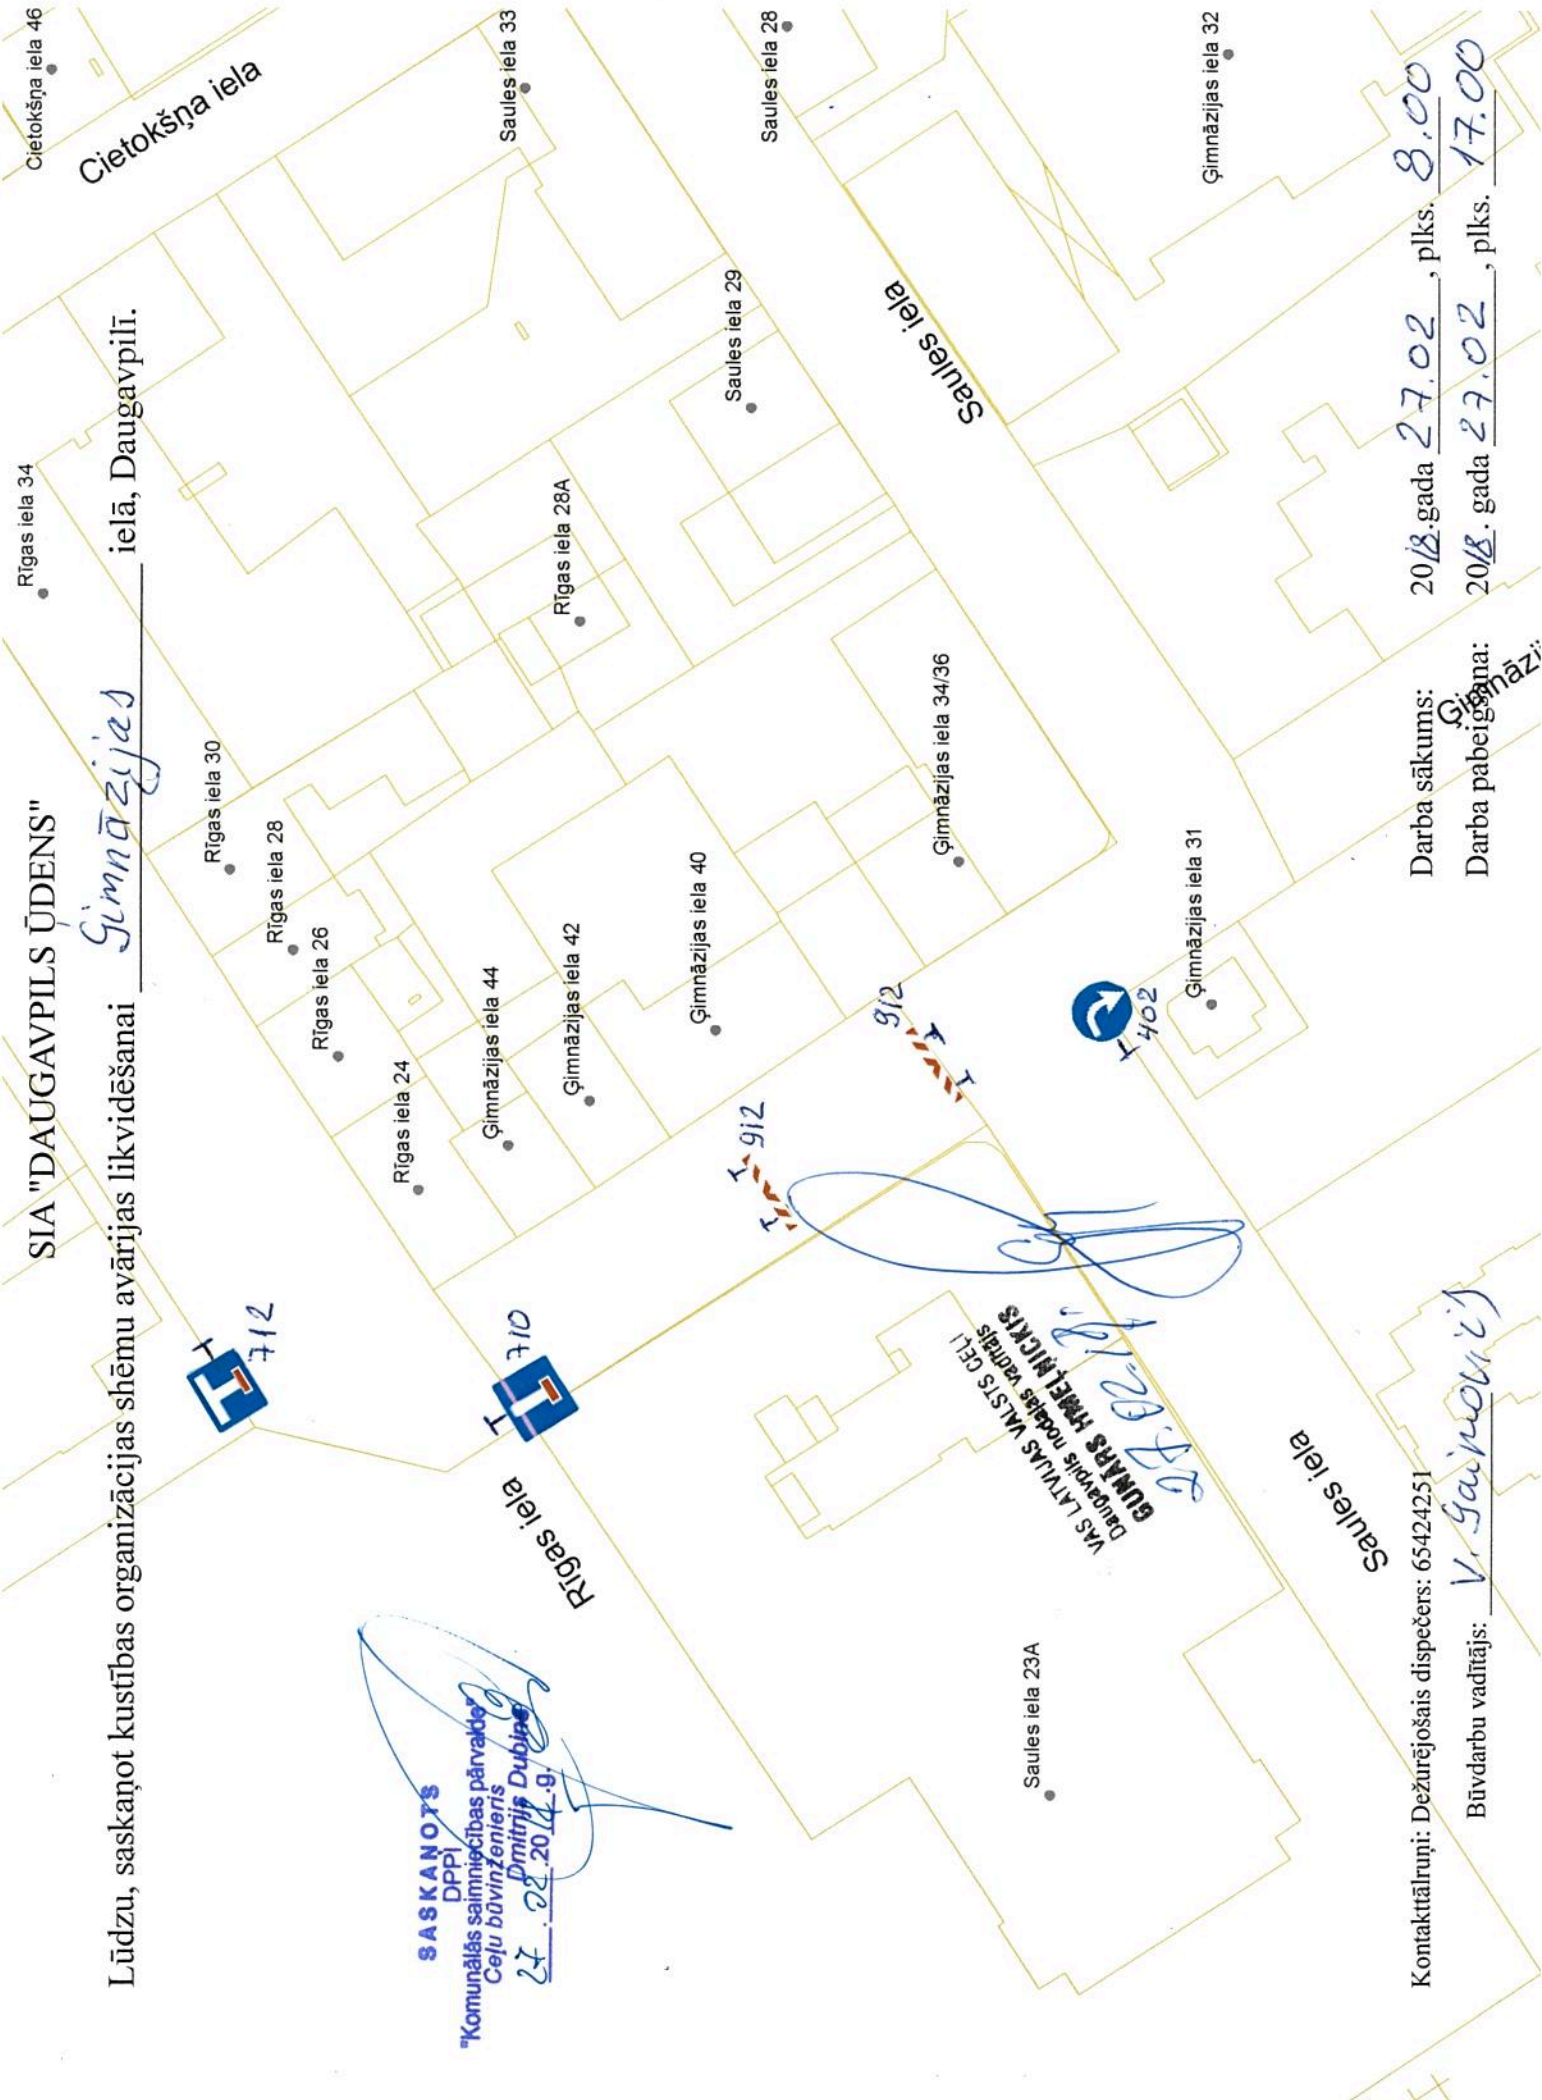 SIA "DAUGAVPILS ŪDENS"
Lūdzu, saskaņot kustības organizācijas shēmu avārijas likvidēšanai Ģimnāzijas ielā, Daugavpilī.
Rīgas iela 34
Cietokšņa iela 46
Cietokšņa iela
712
Rīgas iela 30
Rīgas iela 28
Rīgas iela 26
Rīgas iela 24
Saules iela 33
710
Ģimnāzijas iela 44
Ģimnāzijas iela 42
Rīgas iela 28A
Rīgas iela
SASKAŅOTS
DPPI
"Komunālās saimniecības pārvalde"
Ceļu būvinženieris
Dmitrijs Dubins
27.02.2018.g.
Ģimnāzijas iela 40
Saules iela 29
Saules iela 28
912
912
Ģimnāzijas iela 34/36
Saules iela
VAS LATVIJAS VALSTS CEĻI
Daugavpils nodaļas vadītājs
GUNĀRS HMEĻNICKIS
27.02.18.
Saules iela 23A
402
Ģimnāzijas iela 31
Ģimnāzijas iela 32
Saules iela
Kontakttālruņi: Dežurējošais dispečers: 65424251
Būvdarbu vadītājs:
Darba sākums: 2018.gada 27.02, plks. 8.00
Darba pabeigšana: 2018. gada 27.02, plks. 17.00
Ģimnāzij